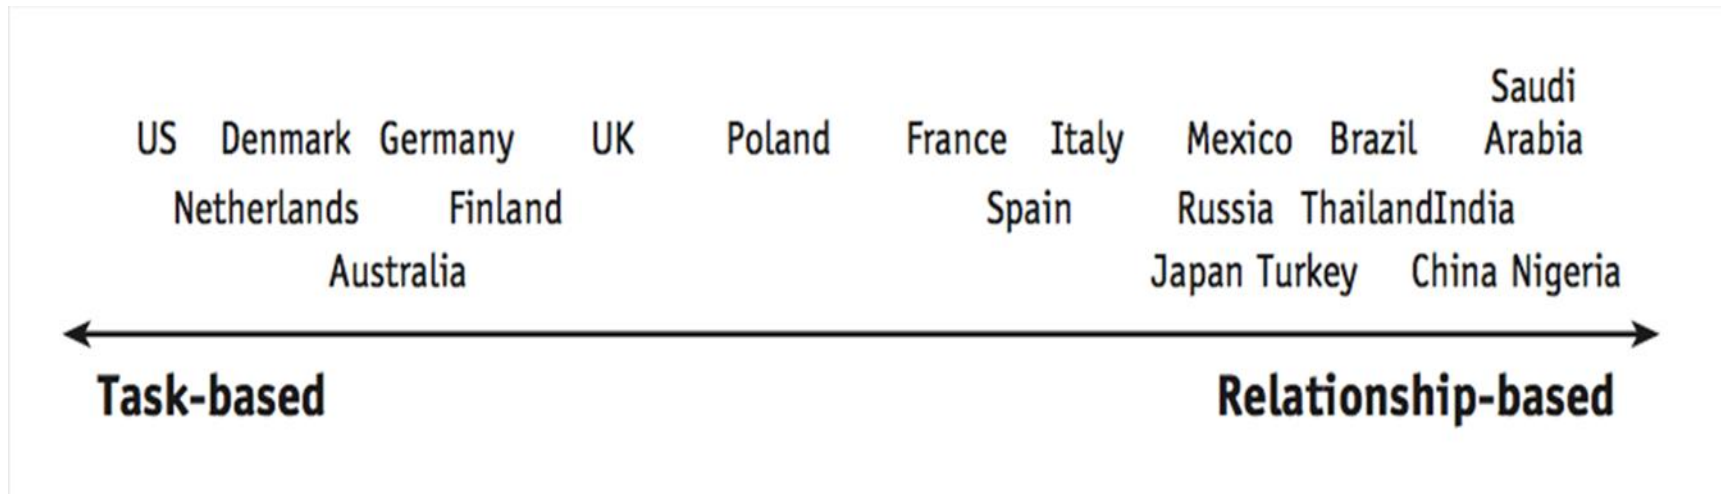 Saudi
US Denmark Germany UK Poland France Italy Mexico Brazil Arabia
Netherlands Finland Spain Russia ThailandIndia
Australia Japan Turkey China Nigeria
Task-based Relationship-based